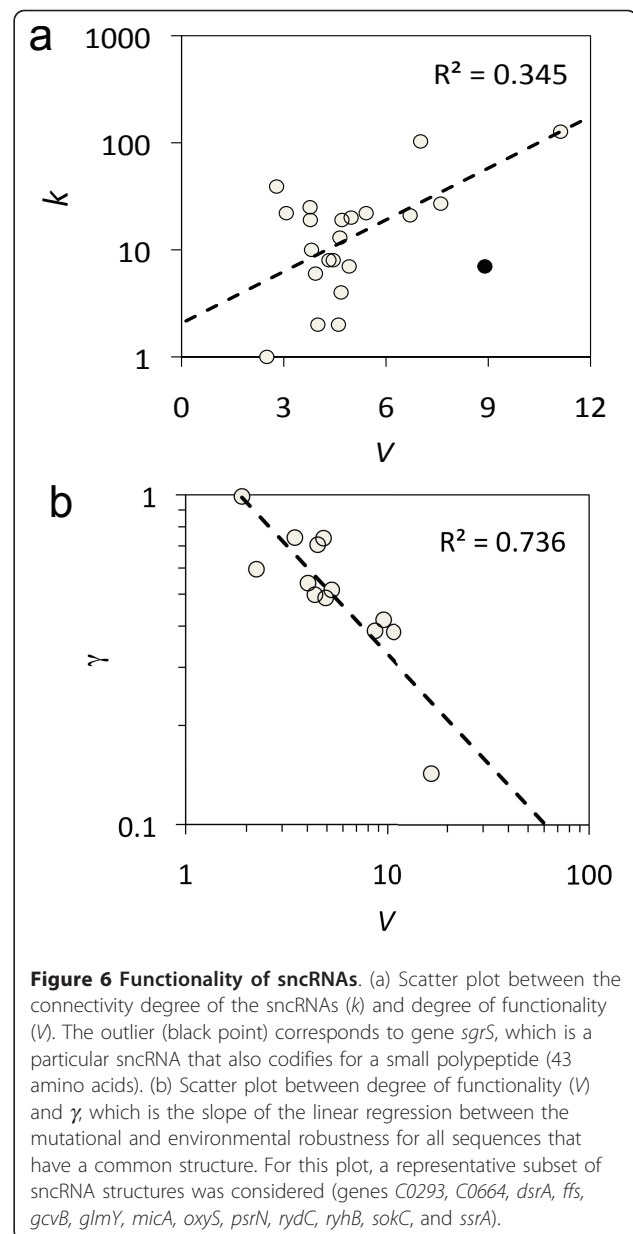 a
1000
100
10
1
k
R² = 0.345
0
3
6
9
12
V
b
1
0.1
γ
R² = 0.736
1
10
100
V
Figure 6 Functionality of sncRNAs. (a) Scatter plot between the
connectivity degree of the sncRNAs (k) and degree of functionality
(V). The outlier (black point) corresponds to gene sgrS, which is a
particular sncRNA that also codifies for a small polypeptide (43
amino acids). (b) Scatter plot between degree of functionality (V)
and γ, which is the slope of the linear regression between the
mutational and environmental robustness for all sequences that
have a common structure. For this plot, a representative subset of
sncRNA structures was considered (genes C0293, C0664, dsrA, ffs,
gcvB, glmY, micA, oxyS, psrN, rydC, ryhB, sokC, and ssrA).